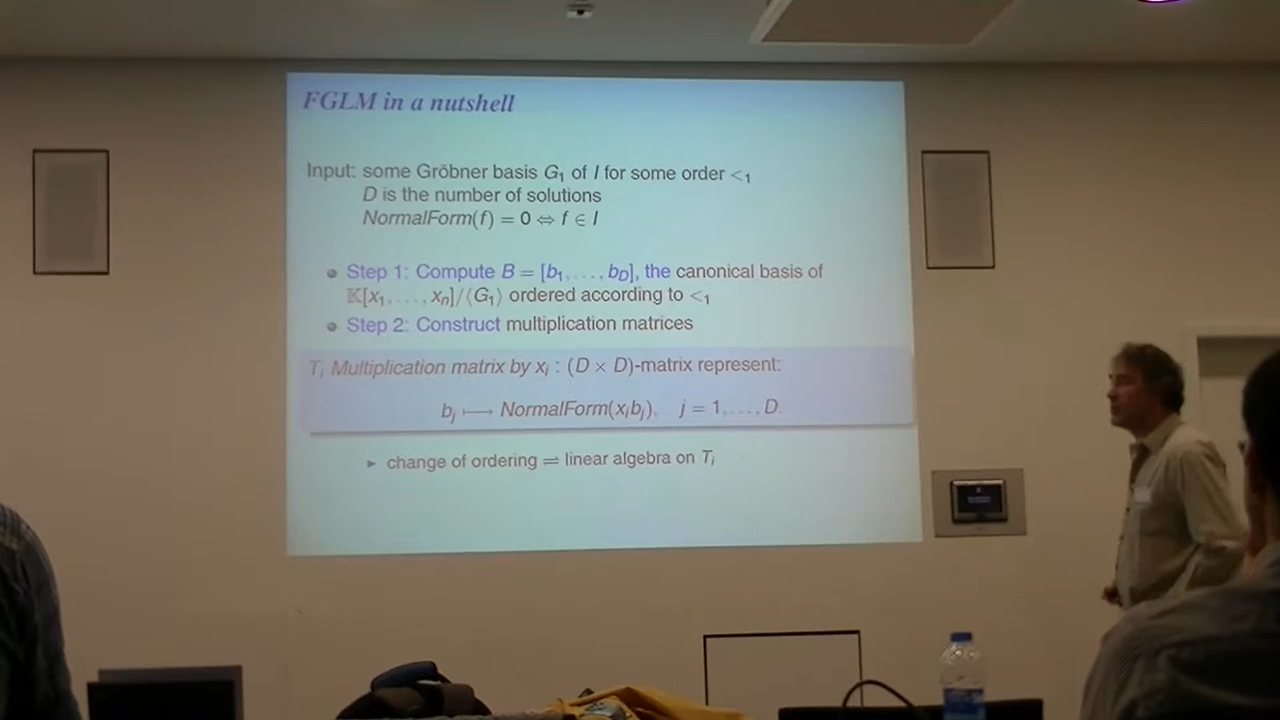 FGLM in a nutshell
Input: some Gröbner basis G₁ of I for some order <₁
D is the number of solutions
NormalForm(f) = 0 ⇔ f ∈ I
Step 1: Compute B = [b₁, . . . , b_D], the canonical basis of
𝕂[x₁, . . . , xₙ]/⟨G₁⟩ ordered according to <₁
Step 2: Construct multiplication matrices
Tᵢ Multiplication matrix by xᵢ : (D × D)-matrix represent:
bⱼ ⟼ NormalForm(xᵢbⱼ), j = 1, . . . , D.
► change of ordering ⇌ linear algebra on Tᵢ